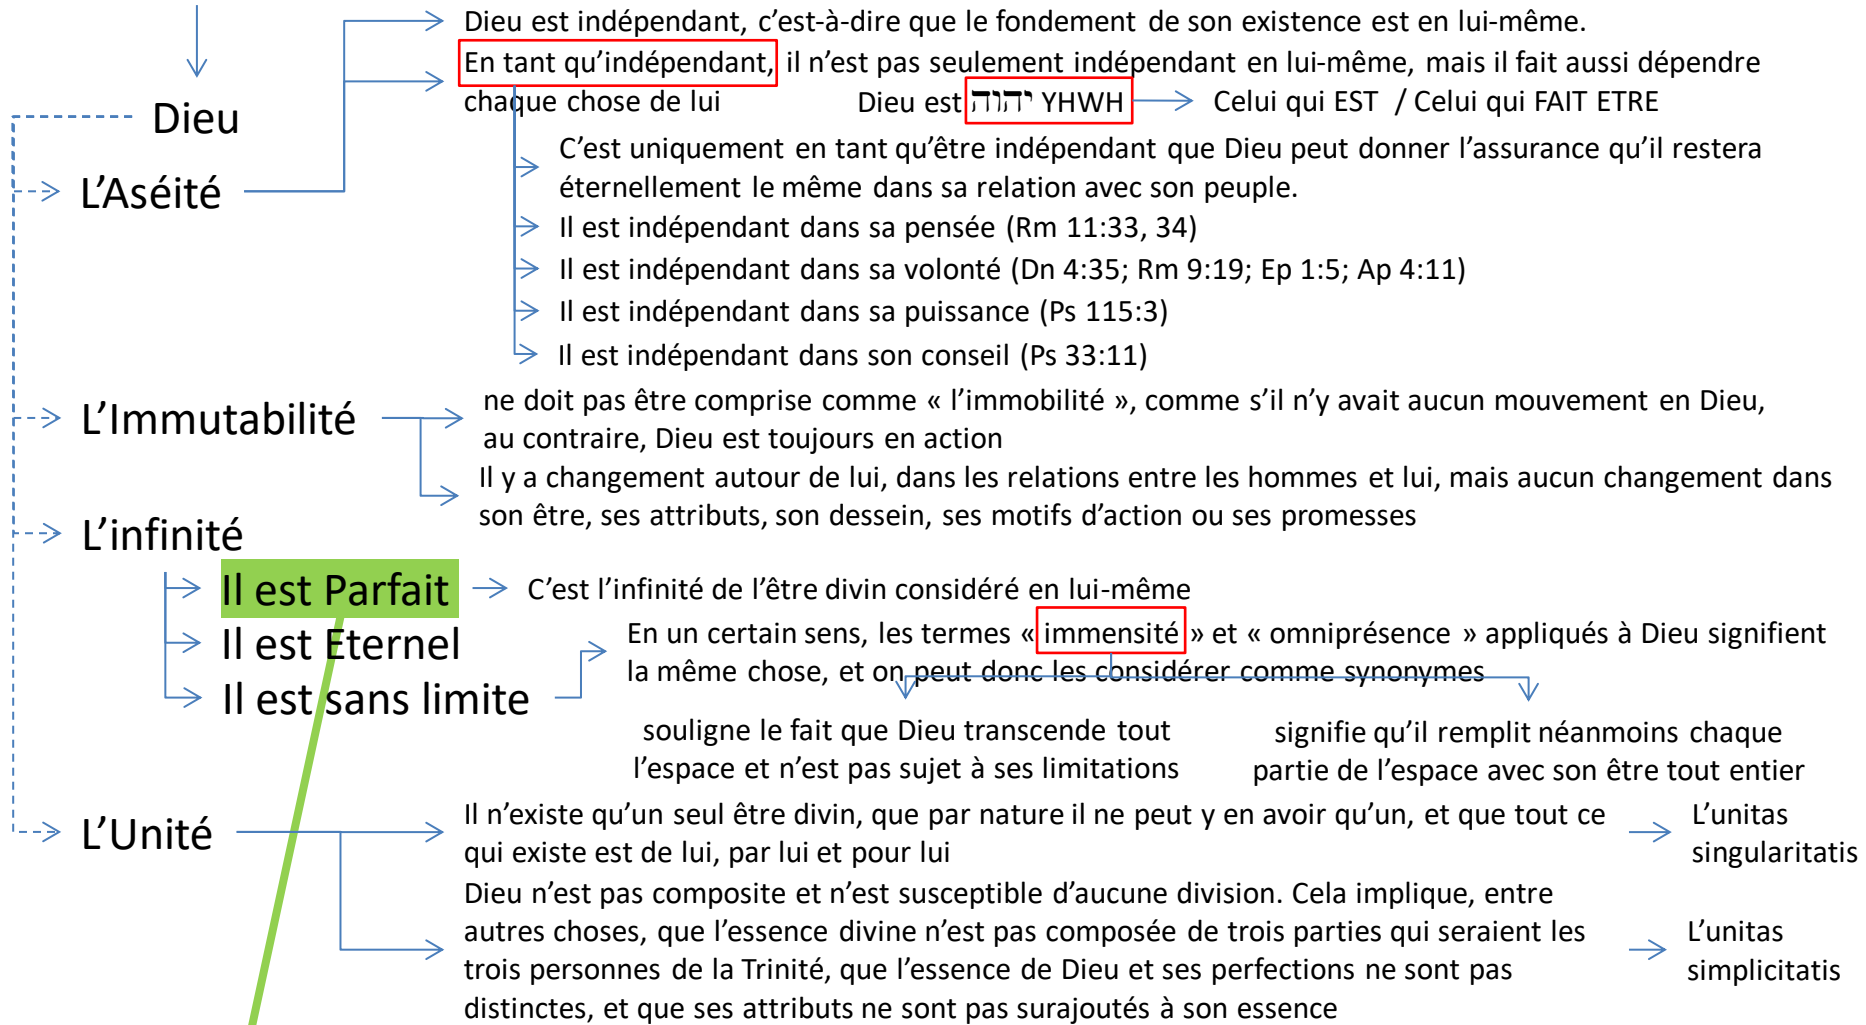 Dieu est indépendant, c’est-à-dire que le fondement de son existence est en lui-même.
En tant qu’indépendant, il n’est pas seulement indépendant en lui-même, mais il fait aussi dépendre
chaque chose de lui
Dieu est יהוה YHWH
Celui qui EST / Celui qui FAIT ETRE
Dieu
L’Aséité
C’est uniquement en tant qu’être indépendant que Dieu peut donner l’assurance qu’il restera
éternellement le même dans sa relation avec son peuple.
Il est indépendant dans sa pensée (Rm 11:33, 34)
Il est indépendant dans sa volonté (Dn 4:35; Rm 9:19; Ep 1:5; Ap 4:11)
Il est indépendant dans sa puissance (Ps 115:3)
Il est indépendant dans son conseil (Ps 33:11)
L’Immutabilité
ne doit pas être comprise comme « l’immobilité », comme s’il n’y avait aucun mouvement en Dieu,
au contraire, Dieu est toujours en action
Il y a changement autour de lui, dans les relations entre les hommes et lui, mais aucun changement dans
son être, ses attributs, son dessein, ses motifs d’action ou ses promesses
L’infinité
Il est Parfait
C’est l’infinité de l’être divin considéré en lui-même
Il est Eternel
Il est sans limite
En un certain sens, les termes « immensité » et « omniprésence » appliqués à Dieu signifient
la même chose, et on peut donc les considérer comme synonymes
souligne le fait que Dieu transcende tout
l’espace et n’est pas sujet à ses limitations
signifie qu’il remplit néanmoins chaque
partie de l’espace avec son être tout entier
L’Unité
Il n’existe qu’un seul être divin, que par nature il ne peut y en avoir qu’un, et que tout ce
qui existe est de lui, par lui et pour lui
L’unitas
singularitatis
Dieu n’est pas composite et n’est susceptible d’aucune division. Cela implique, entre
autres choses, que l’essence divine n’est pas composée de trois parties qui seraient les
trois personnes de la Trinité, que l’essence de Dieu et ses perfections ne sont pas
distinctes, et que ses attributs ne sont pas surajoutés à son essence
L’unitas
simplicitatis